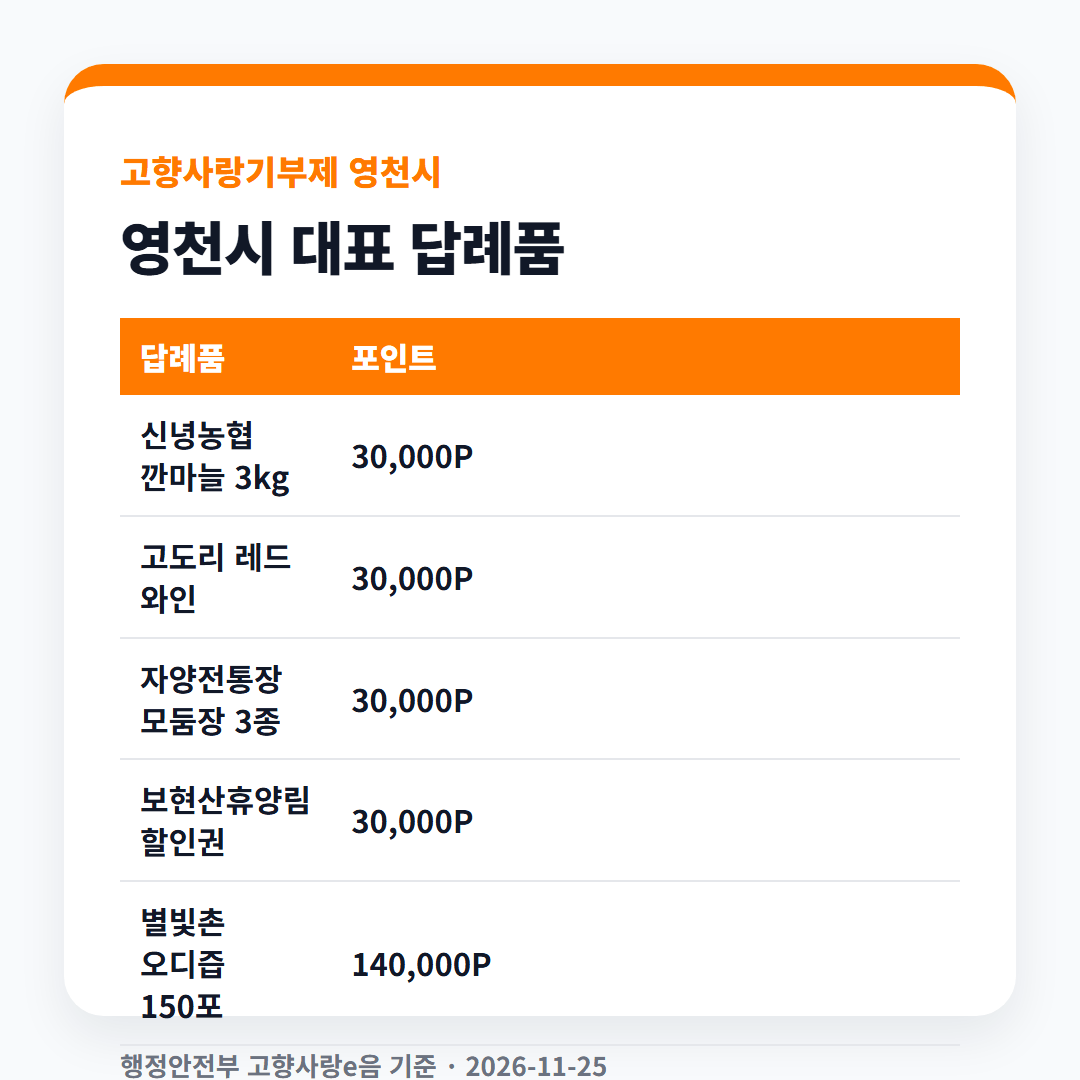 고향사랑기부제 영천시
영천시 대표 답례품
답례품 포인트
신녕농협
깐마늘 3kg
30,000P
고도리 레드
와인
30,000P
자양전통장
모둠장 3종
30,000P
보현산휴양림
할인권
30,000P
별빛촌
오디즙
150포
140,000P
행정안전부 고향사랑e음 기준 · 2026-11-25